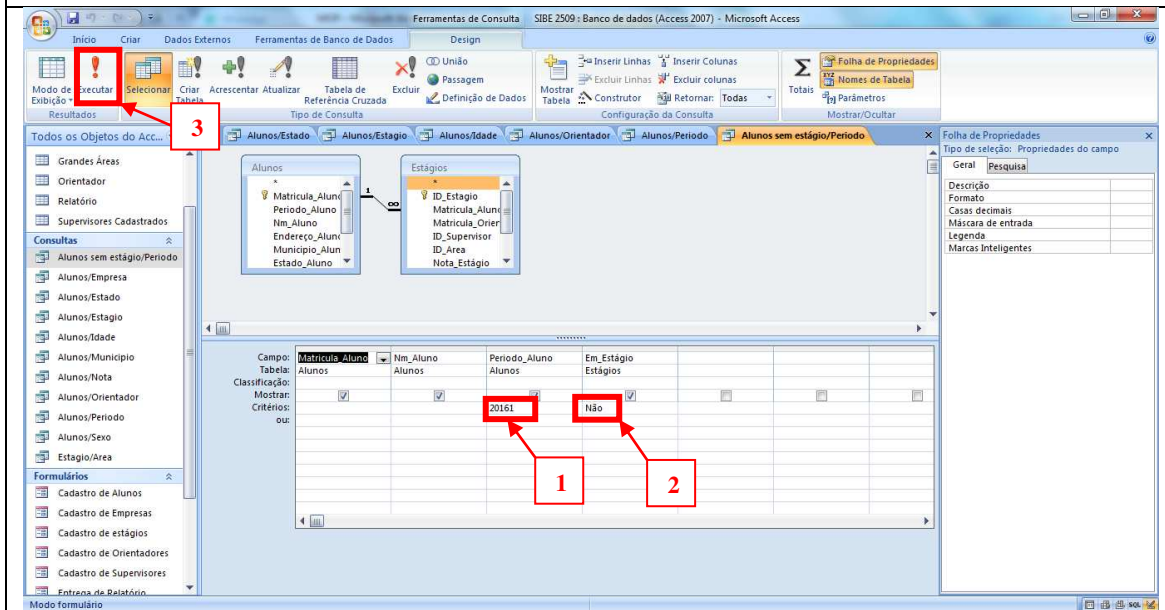 Ferramentas de Consulta SIBE 2509 : Banco de dados (Access 2007) - Microsoft Access
Início Criar Dados Externos Ferramentas de Banco de Dados Design
Modo de Exibição
Executar
Selecionar
Criar Tabela
Acrescentar
Atualizar
Tabela de Referência Cruzada
Excluir
União
Passagem
Definição de Dados
Mostrar Tabela
Inserir Linhas
Excluir Linhas
Construtor
Inserir Colunas
Excluir colunas
Retornar: Todas
Totais
Folha de Propriedades
Nomes de Tabela
Parâmetros
Resultados Tipo de Consulta Configuração da Consulta Mostrar/Ocultar
3
Todos os Objetos do Acc...
Alunos/Estado Alunos/Estagio Alunos/Idade Alunos/Orientador Alunos/Periodo Alunos sem estágio/Periodo
Grandes Áreas
Orientador
Relatório
Supervisores Cadastrados
Consultas
Alunos sem estágio/Periodo
Alunos/Empresa
Alunos/Estado
Alunos/Estagio
Alunos/Idade
Alunos/Municipio
Alunos/Nota
Alunos/Orientador
Alunos/Periodo
Alunos/Sexo
Estagio/Area
Formulários
Cadastro de Alunos
Cadastro de Empresas
Cadastro de estágios
Cadastro de Orientadores
Cadastro de Supervisores
Entrega de Relatório
Alunos
*
Matricula_Aluno
Periodo_Aluno
Nm_Aluno
Endereço_Aluno
Municipio_Alun
Estado_Aluno
1
∞
Estágios
*
ID_Estagio
Matricula_Aluno
Matricula_Orier
ID_Supervisor
ID_Area
Nota_Estágio
Campo: Matricula_Aluno Nm_Aluno Periodo_Aluno Em_Estágio
Tabela: Alunos Alunos Alunos Estágios
Classificação:
Mostrar:
Critérios: 20161 Não
ou:
1
2
Folha de Propriedades
Tipo de seleção: Propriedades do campo
Geral Pesquisa
Descrição
Formato
Casas decimais
Máscara de entrada
Legenda
Marcas Inteligentes
Modo formulário
SQL